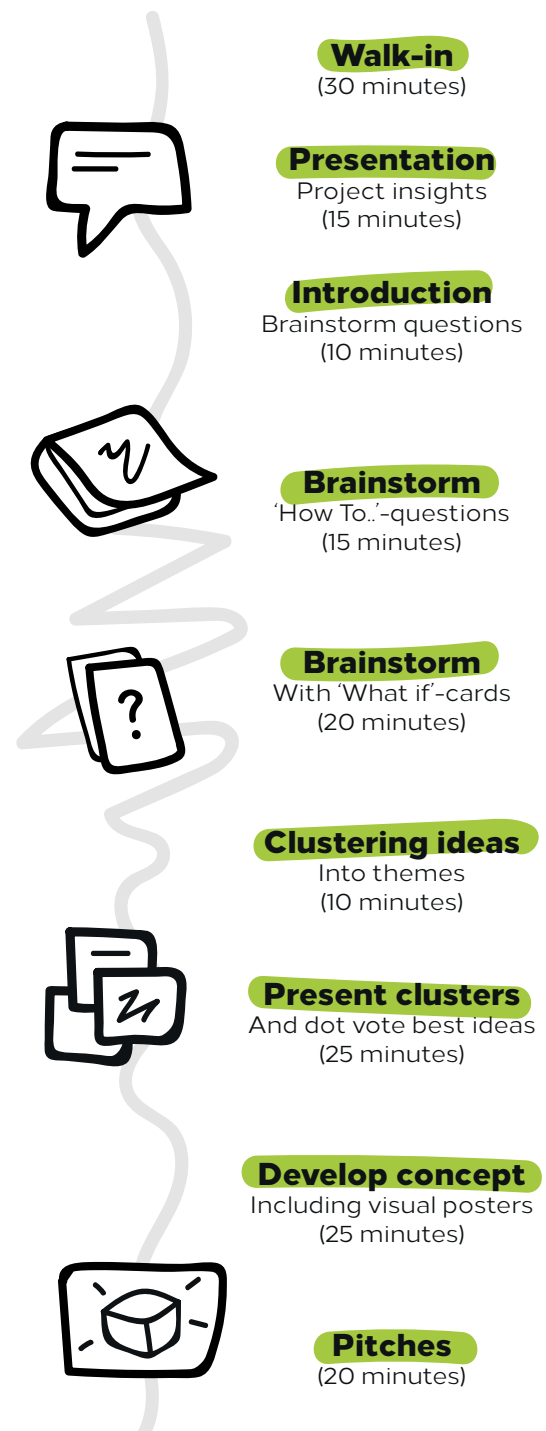 Walk-in
(30 minutes)
Presentation
Project insights
(15 minutes)
Introduction
Brainstorm questions
(10 minutes)
Brainstorm
‘How To..’-questions
(15 minutes)
Brainstorm
With ‘What if’-cards
(20 minutes)
?
Clustering ideas
Into themes
(10 minutes)
Present clusters
And dot vote best ideas
(25 minutes)
Develop concept
Including visual posters
(25 minutes)
Pitches
(20 minutes)